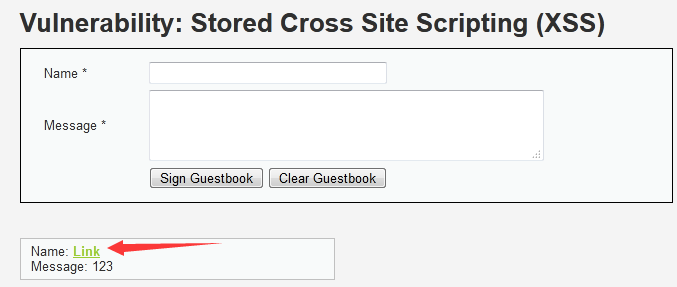 Vulnerability: Stored Cross Site Scripting (XSS)
Name *
Message *
Sign Guestbook Clear Guestbook
Name: Link
Message: 123